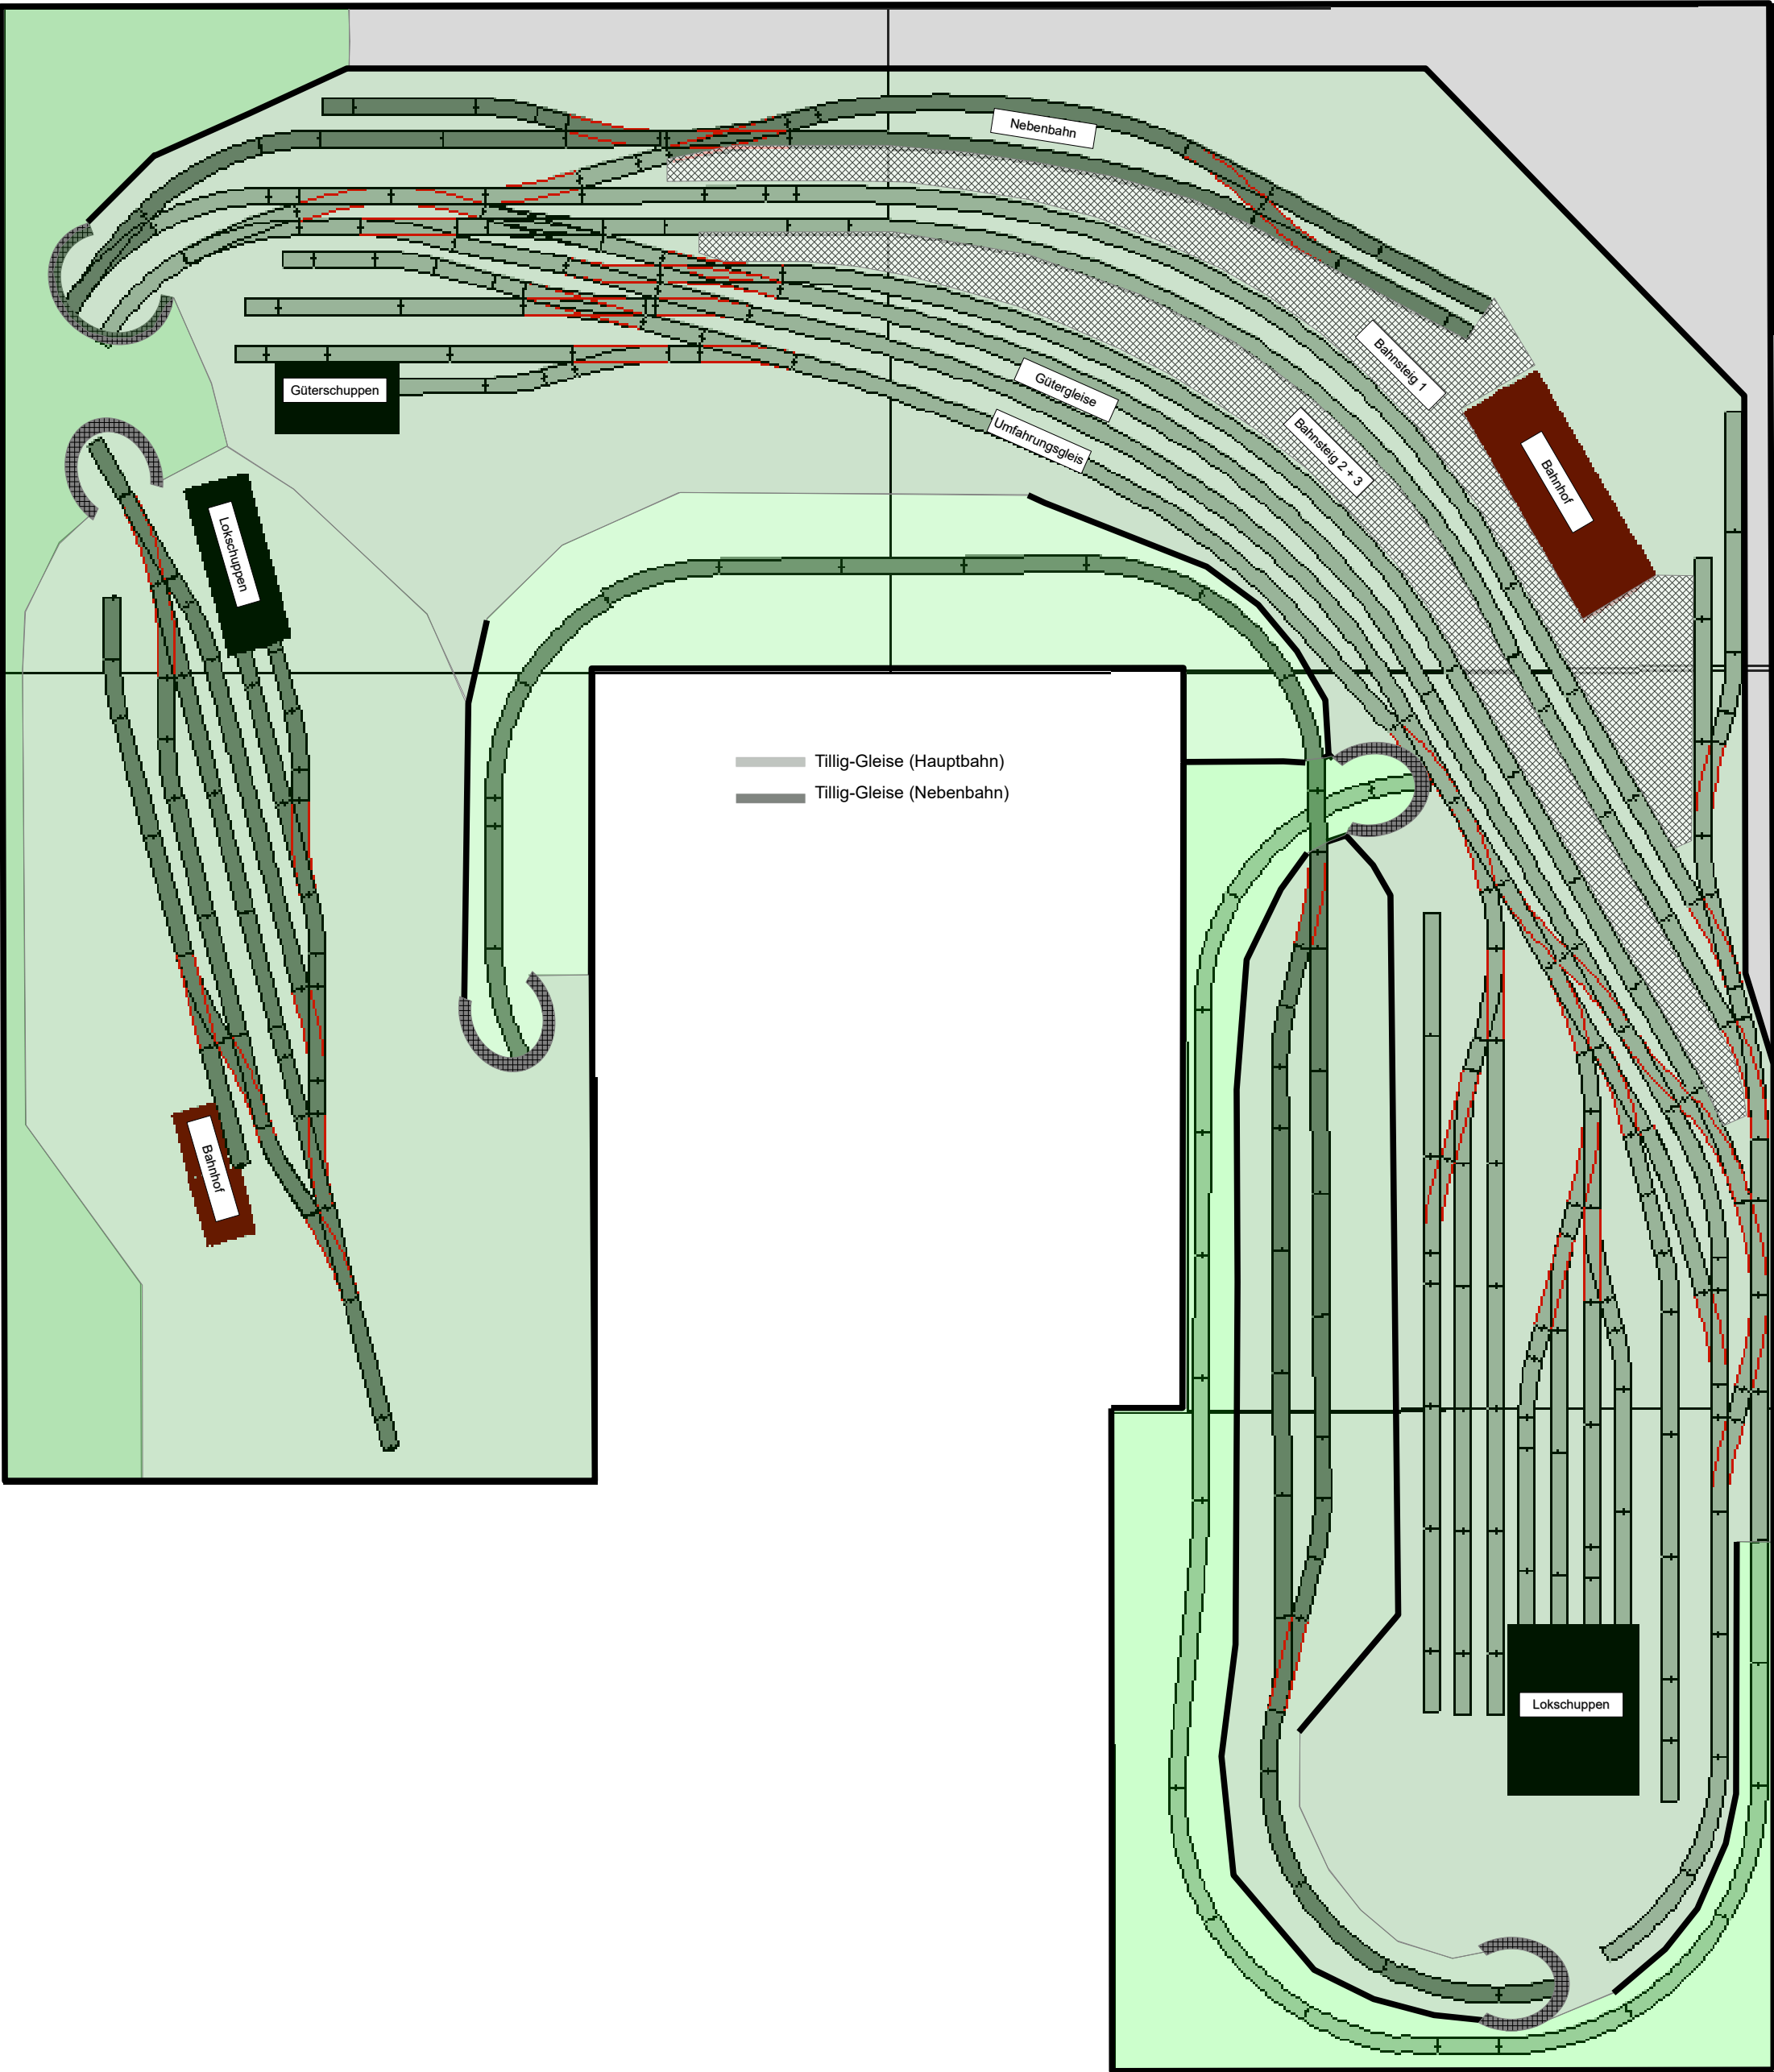 Nebenbahn
Bahnsteig 1
Güterschuppen
Gütergleise
Umfahrungsgleis
Bahnsteig 2 + 3
Bahnhof
Lokschuppen
Tillig-Gleise (Hauptbahn)
Tillig-Gleise (Nebenbahn)
Bahnhof
Lokschuppen